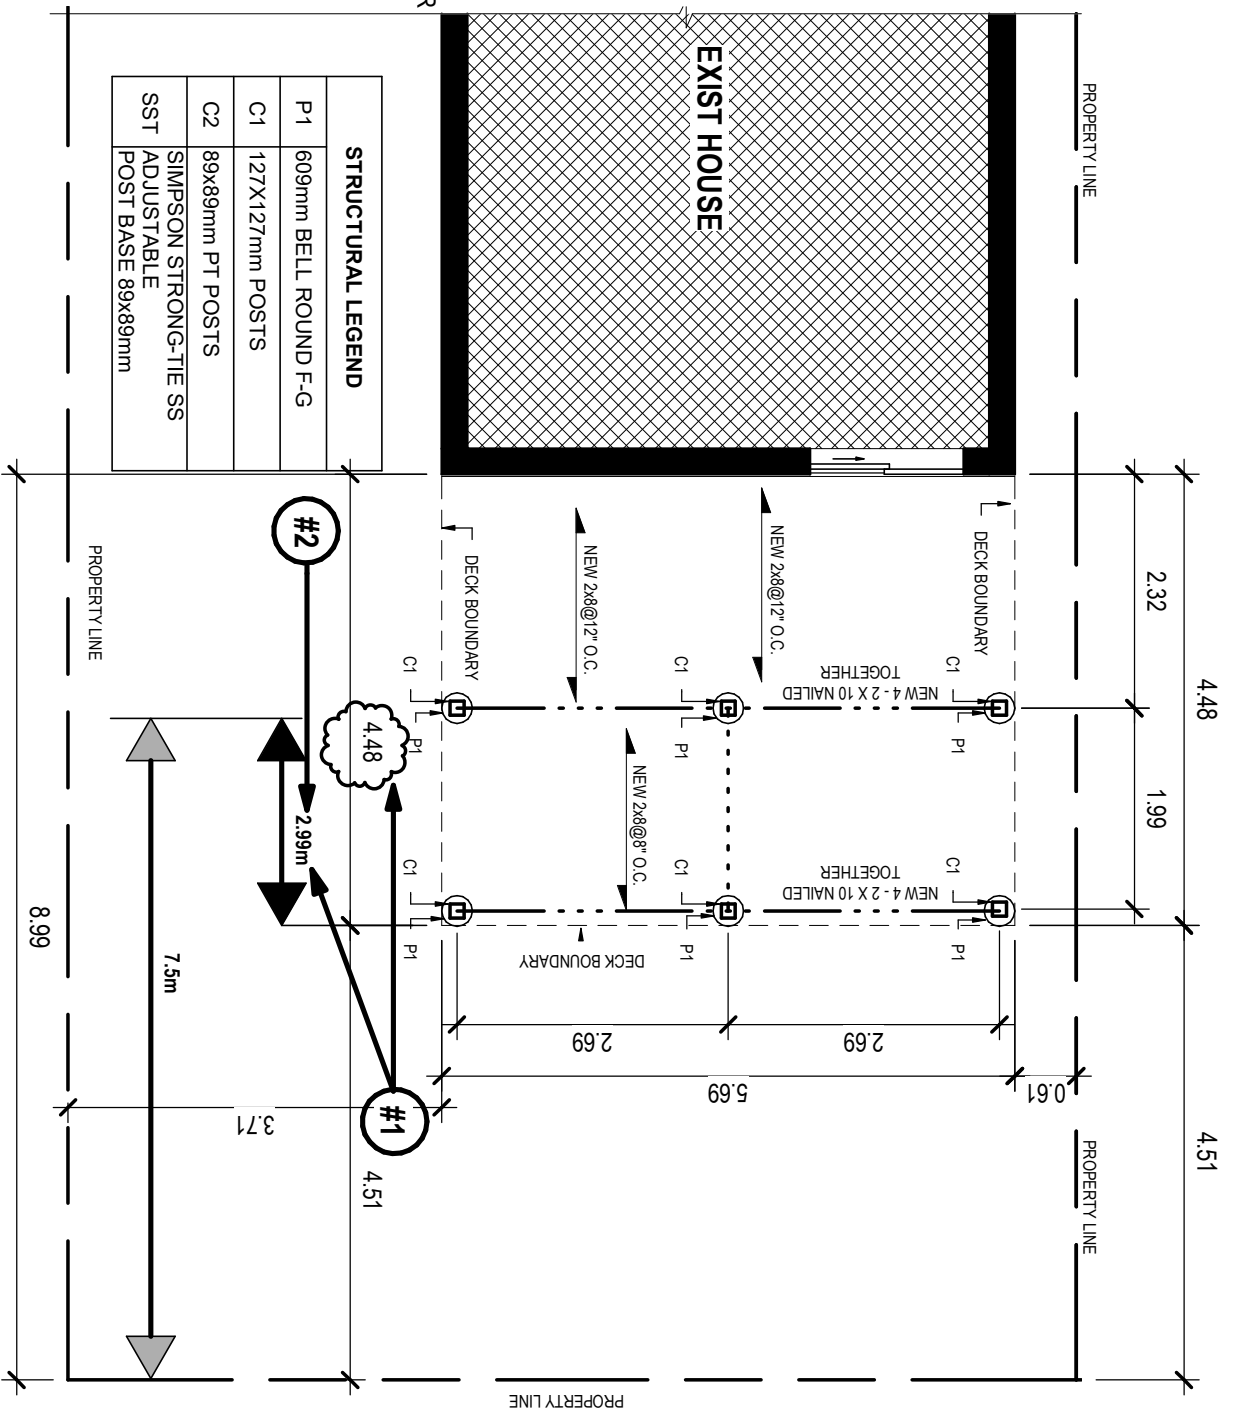 R
EXIST HOUSE
PROPERTY LINE
STRUCTURAL LEGEND
P1 609mm BELL ROUND F-G
C1 127X127mm POSTS
C2 89x89mm PT POSTS
SST SIMPSON STRONG-TIE SS
ADJUSTABLE
POST BASE 89x89mm
#2
PROPERTY LINE
DECK BOUNDARY
NEW 2x8@12" O.C.
NEW 2x8@12" O.C.
DECK BOUNDARY
2.32
4.48
1.99
C1
P1
C1
P1
C1
P1
NEW 4 - 2 X 10 NAILED
TOGETHER
4.48
NEW 2x8@8" O.C.
2.99m
C1
P1
C1
P1
C1
P1
NEW 4 - 2 X 10 NAILED
TOGETHER
DECK BOUNDARY
8.99
7.5m
2.69
2.69
5.69
0.61
3.71
#1
4.51
4.51
PROPERTY LINE
PROPERTY LINE